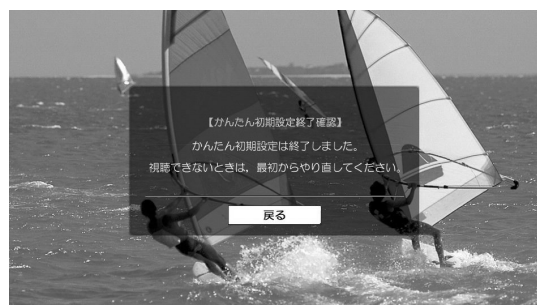 【かんたん初期設定終了確認】
かんたん初期設定は終了しました。
視聴できないときは，最初からやり直してください。
戻る